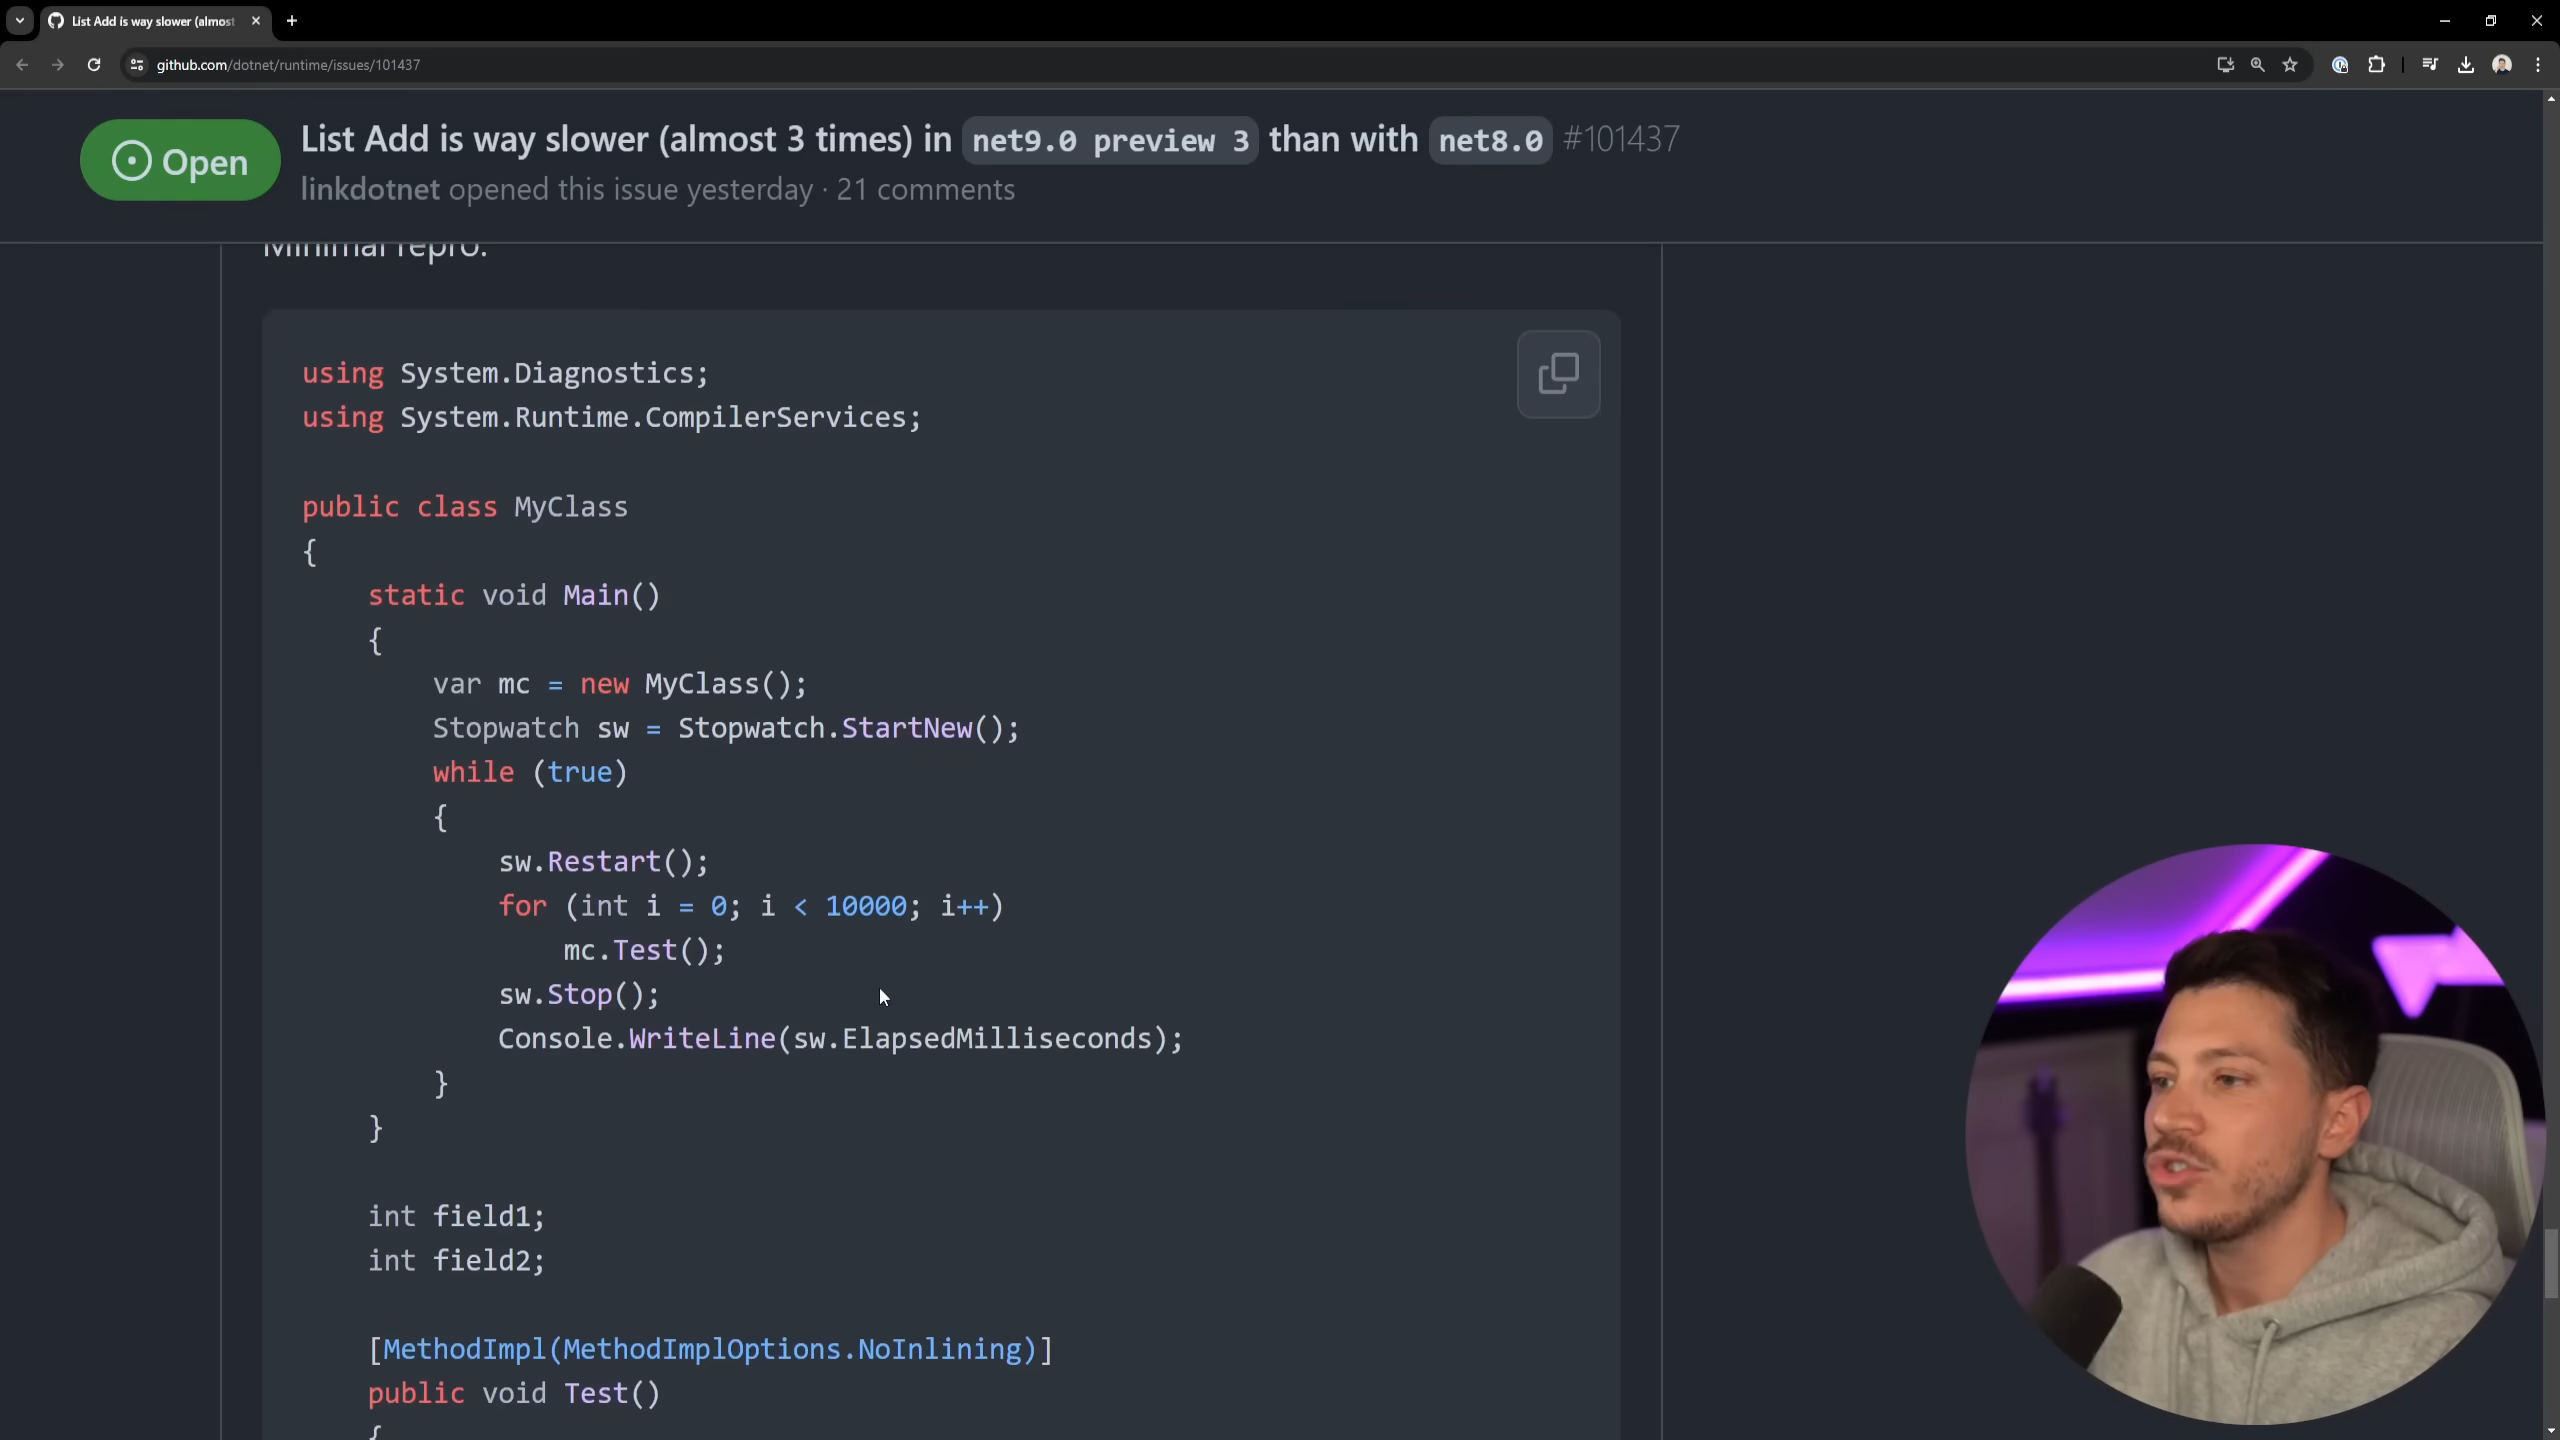 List Add is way slower (almost
github.com/dotnet/runtime/issues/101437
Open
List Add is way slower (almost 3 times) in net9.0 preview 3 than with net8.0 #101437
linkdotnet opened this issue yesterday · 21 comments
Minimal repro:
using System.Diagnostics;
using System.Runtime.CompilerServices;
public class MyClass
{
static void Main()
{
var mc = new MyClass();
Stopwatch sw = Stopwatch.StartNew();
while (true)
{
sw.Restart();
for (int i = 0; i < 10000; i++)
mc.Test();
sw.Stop();
Console.WriteLine(sw.ElapsedMilliseconds);
}
}
int field1;
int field2;
[MethodImpl(MethodImplOptions.NoInlining)]
public void Test()
{